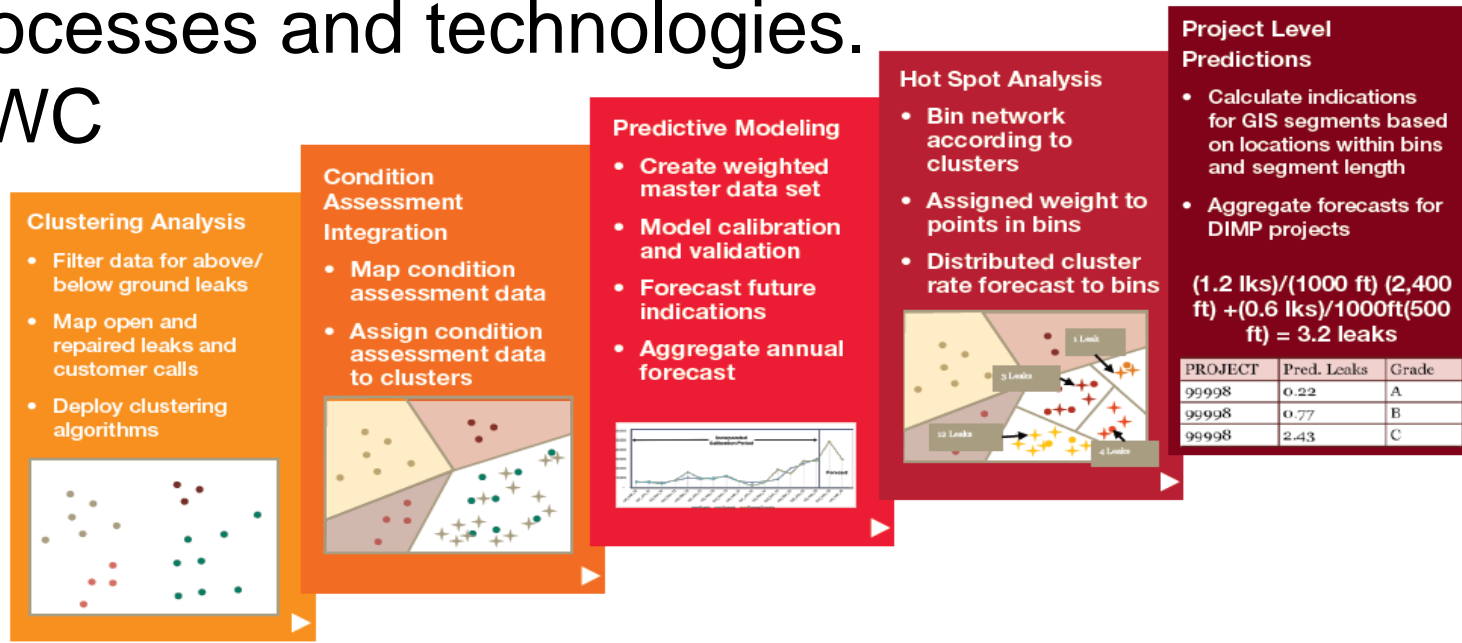 ocesses and technologies.
WC
Clustering Analysis
• Filter data for above/
below ground leaks
• Map open and
repaired leaks and
customer calls
• Deploy clustering
algorithms
Condition
Assessment
Integration
• Map condition
assessment data
• Assign condition
assessment data
to clusters
Predictive Modeling
• Create weighted
master data set
• Model calibration
and validation
• Forecast future
indications
• Aggregate annual
forecast
Forecast
Hot Spot Analysis
• Bin network
according to
clusters
• Assigned weight to
points in bins
• Distributed cluster
rate forecast to bins
1 Leak
3 Leaks
12 Leaks
4 Leaks
Project Level
Predictions
• Calculate indications
for GIS segments based
on locations within bins
and segment length
• Aggregate forecasts for
DIMP projects
(1.2 lks)/(1000 ft) (2,400
ft) +(0.6 lks)/1000ft(500
ft) = 3.2 leaks
PROJECT Pred. Leaks Grade
99998 0.22 A
99998 0.77 B
99998 2.43 C